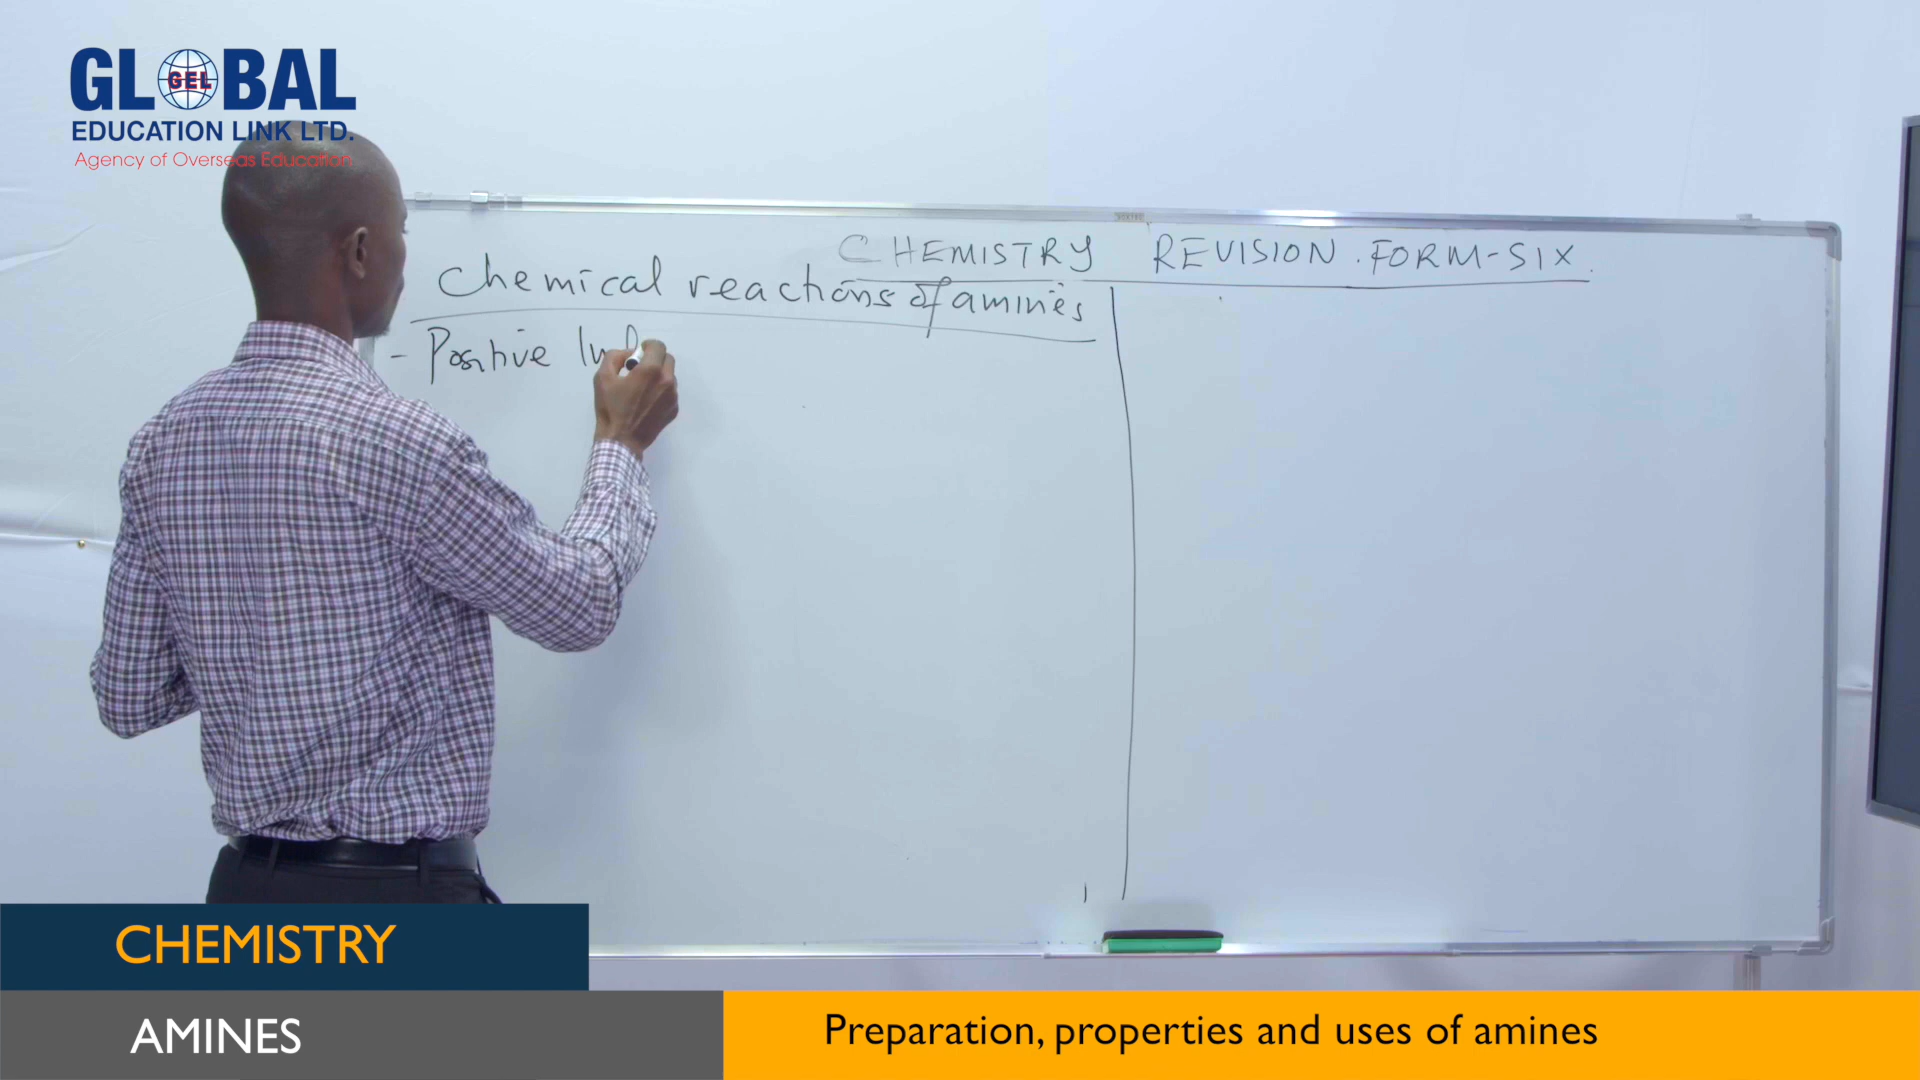 GLOBAL
GEL
EDUCATION LINK LTD.
Agency of Overseas Education
CHEMISTRY REVISION. FORM-SIX.
Chemical reactions of amines
- Positive
CHEMISTRY
AMINES
Preparation, properties and uses of amines